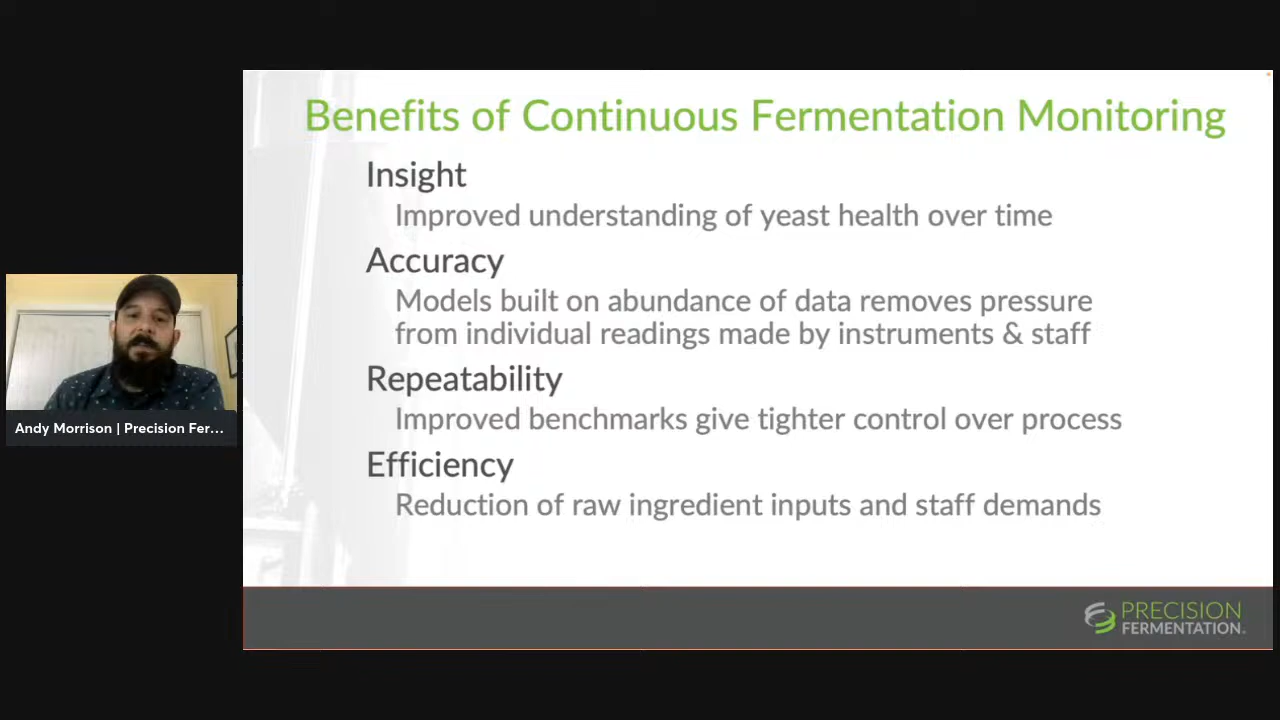 Benefits of Continuous Fermentation Monitoring
Insight
Improved understanding of yeast health over time
Accuracy
Models built on abundance of data removes pressure
from individual readings made by instruments & staff
Repeatability
Improved benchmarks give tighter control over process
Efficiency
Reduction of raw ingredient inputs and staff demands
Andy Morrison | Precision Fer...
PRECISION
FERMENTATION